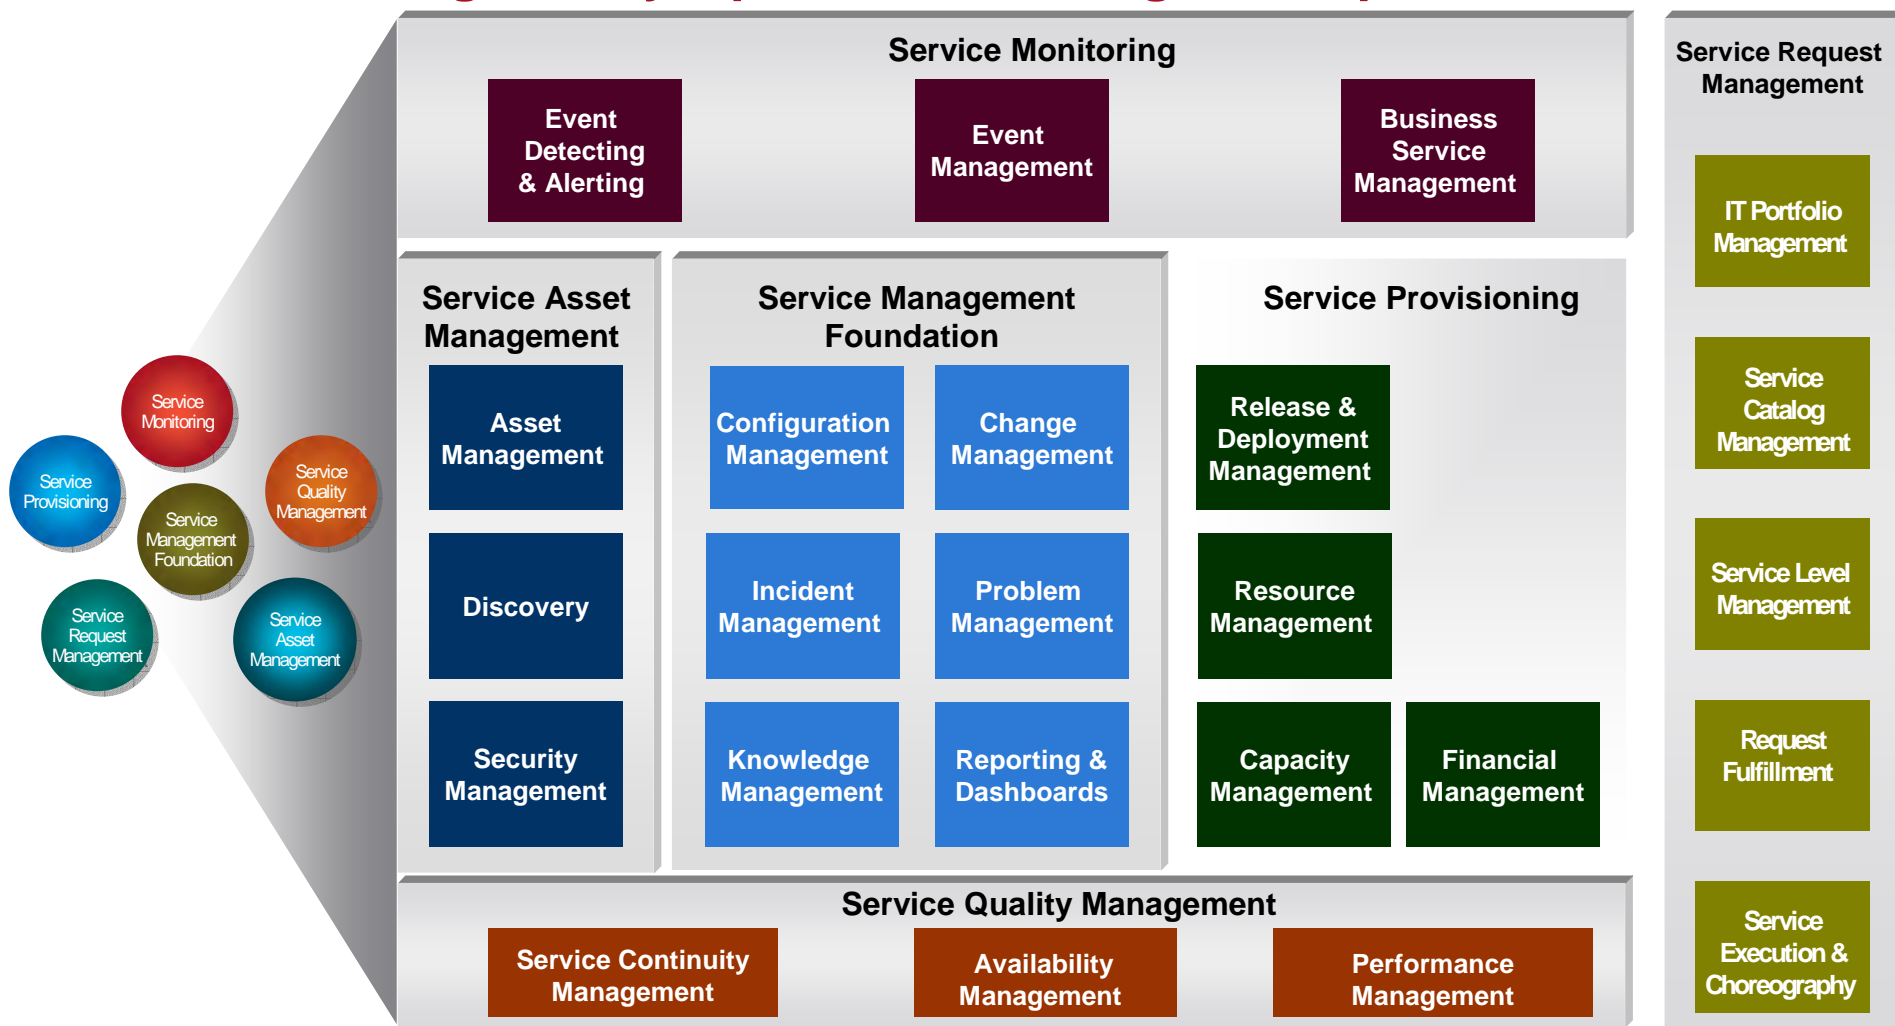 Service Monitoring
Event
Detecting
& Alerting
Event
Management
Business
Service
Management
Service Request
Management
IT Portfolio
Management
Service
Catalog
Management
Service Level
Management
Request
Fulfillment
Service
Execution &
Choreography
Service Asset
Management
Asset
Management
Discovery
Security
Management
Service Management
Foundation
Configuration
Management
Change
Management
Incident
Management
Problem
Management
Knowledge
Management
Reporting &
Dashboards
Service Provisioning
Release &
Deployment
Management
Resource
Management
Capacity
Management
Financial
Management
Service Quality Management
Service Continuity
Management
Availability
Management
Performance
Management
Service
Monitoring
Service
Provisioning
Service
Quality
Management
Service
Management
Foundation
Service
Request
Management
Service
Asset
Management